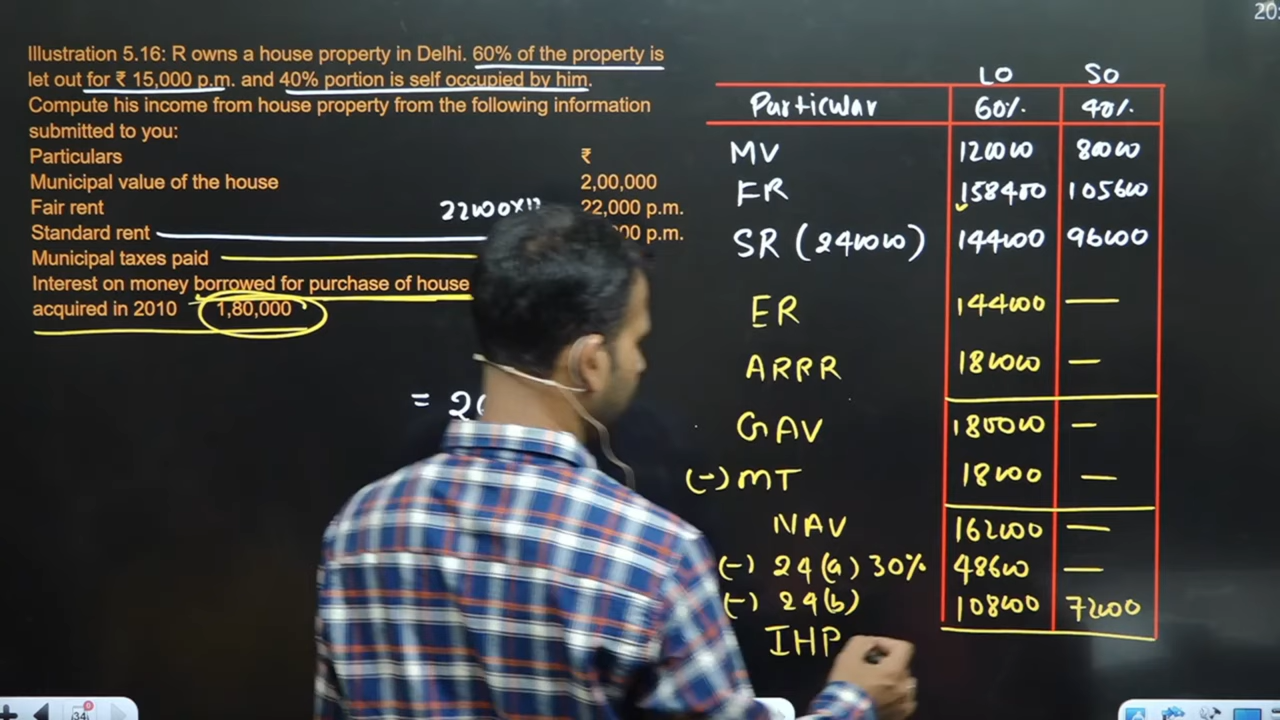 20:
Illustration 5.16: R owns a house property in Delhi. 60% of the property is
let out for ₹ 15,000 p.m. and 40% portion is self occupied by him.
Compute his income from house property from the following information
submitted to you:
Particulars ₹
Municipal value of the house 2,00,000
Fair rent 22000×12 22,000 p.m.
Standard rent 00 p.m.
Municipal taxes paid
Interest on money borrowed for purchase of house
acquired in 2010 1,80,000
= 2
LO SO
Particular 60% 40%
MV 120000 80000
FR 158400 105600
SR (240000) 144000 96000
ER 144000 —
ARRR 180000 —
GAV 180000 —
(-) MT 18000 —
NAV 162000 —
(-) 24(a) 30% 48600 —
(-) 24(b) 108000 72000
IHP
34